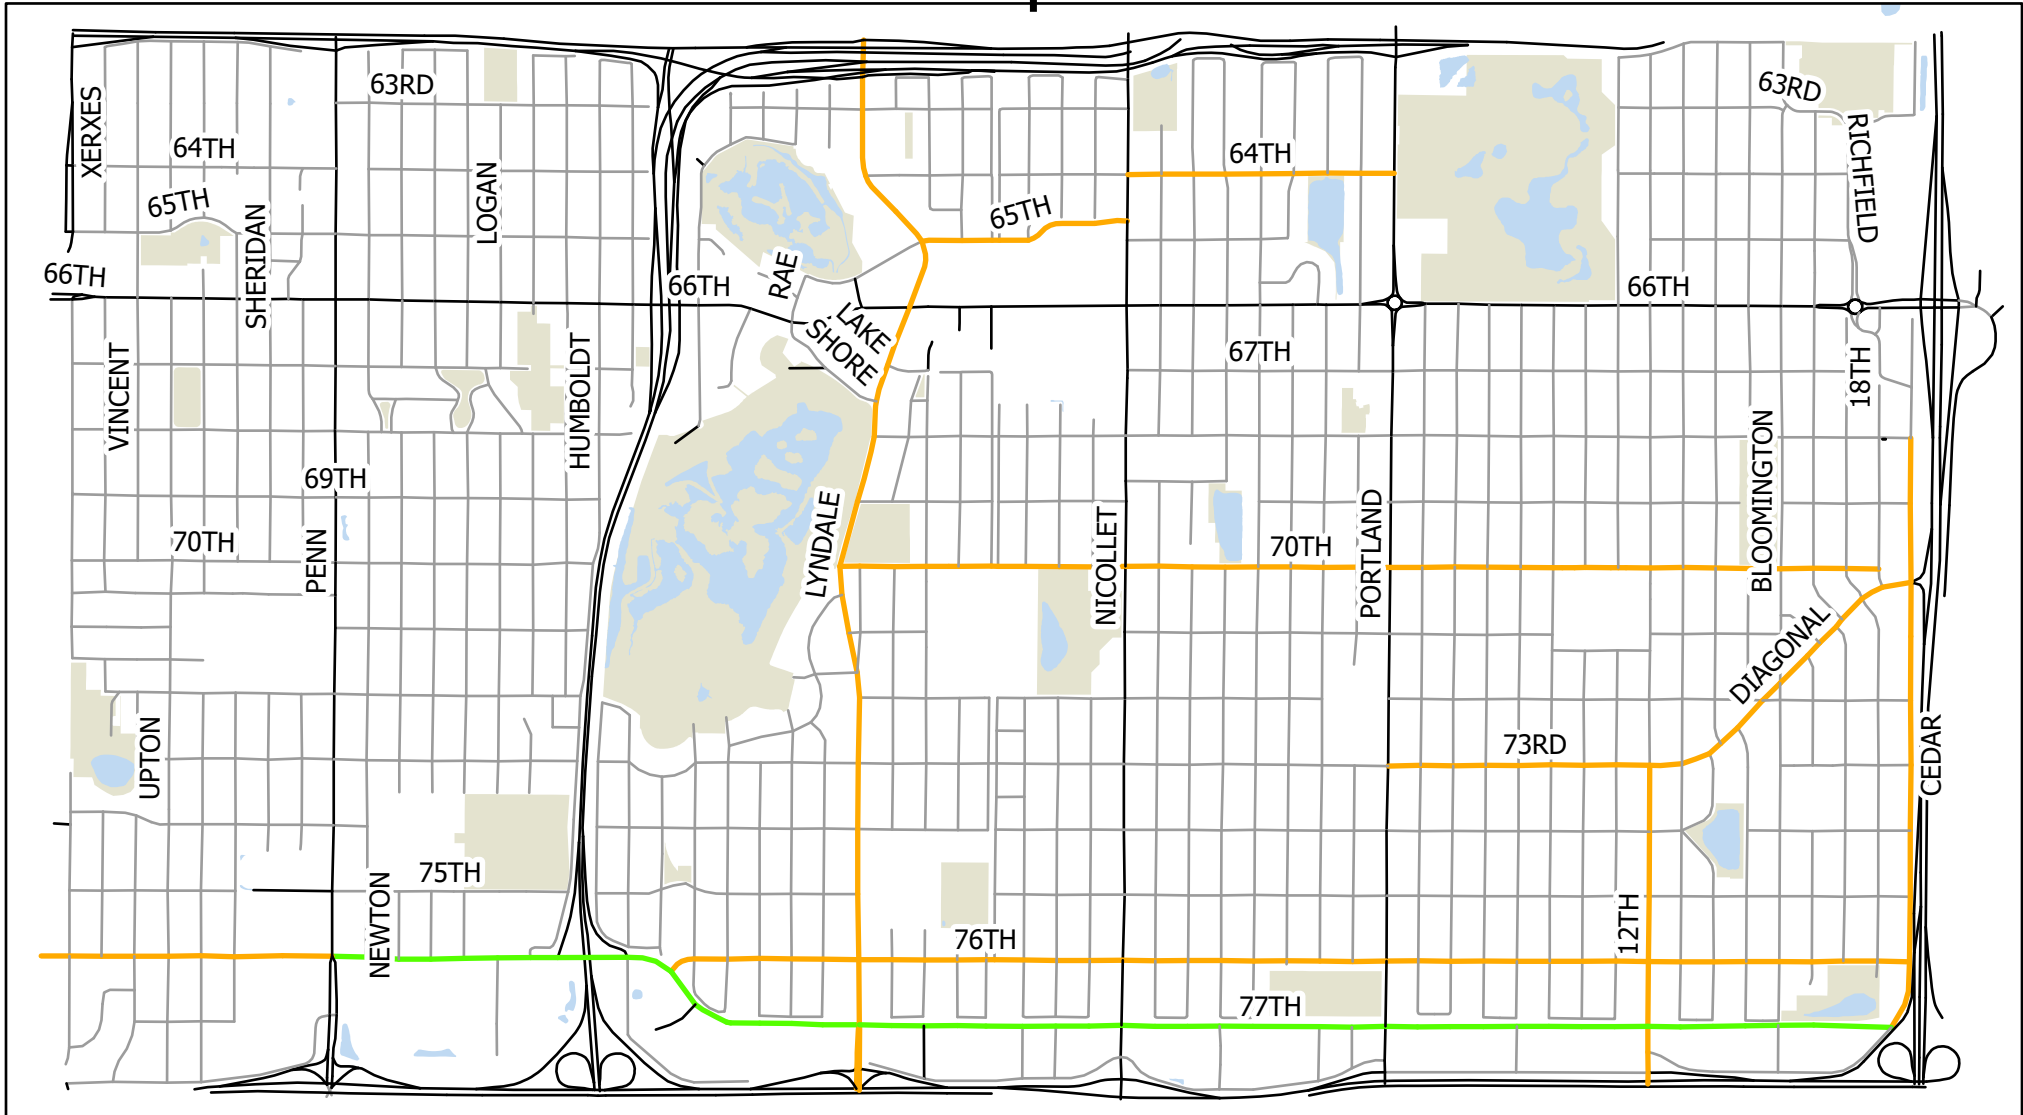 63RD
63RD
XERXES
RICHFIELD
64TH
64TH
LOGAN
65TH
65TH
SHERIDAN
66TH
66TH
RAE
66TH
LAKE
SHORE
67TH
18TH
VINCENT
HUMBOLDT
69TH
BLOOMINGTON
LYNDALE
NICOLLET
PORTLAND
70TH
70TH
PENN
DIAGONAL
UPTON
73RD
CEDAR
75TH
NEWTON
76TH
12TH
77TH